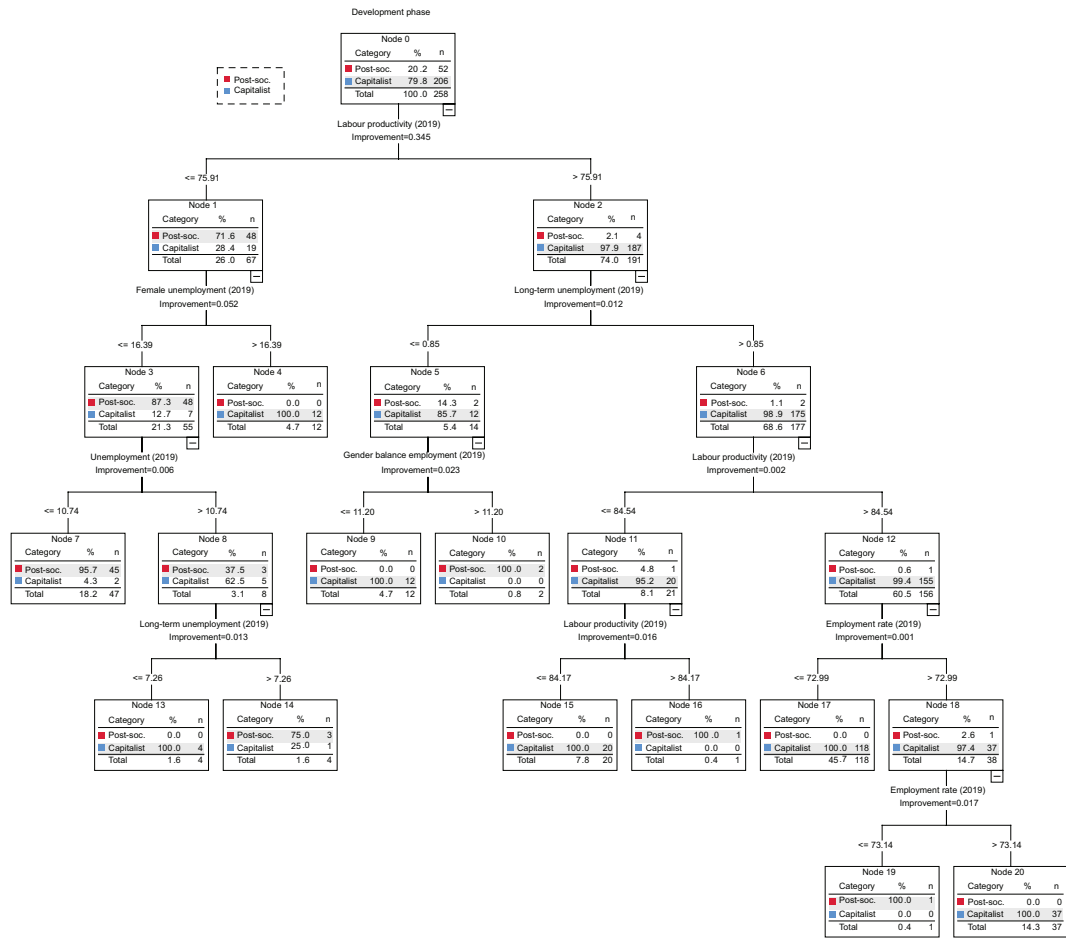 Development phase
Post-soc.
Capitalist
Node 0
Category % n
Post-soc. 20.2 52
Capitalist 79.8 206
Total 100.0 258
Labour productivity (2019)
Improvement=0.345
<= 75.91
> 75.91
Node 1
Category % n
Post-soc. 71.6 48
Capitalist 28.4 19
Total 26.0 67
Female unemployment (2019)
Improvement=0.052
Node 2
Category % n
Post-soc. 2.1 4
Capitalist 97.9 187
Total 74.0 191
Long-term unemployment (2019)
Improvement=0.012
<= 16.39
> 16.39
<= 0.85
> 0.85
Node 3
Category % n
Post-soc. 87.3 48
Capitalist 12.7 7
Total 21.3 55
Unemployment (2019)
Improvement=0.006
Node 4
Category % n
Post-soc. 0.0 0
Capitalist 100.0 12
Total 4.7 12
Node 5
Category % n
Post-soc. 14.3 2
Capitalist 85.7 12
Total 5.4 14
Gender balance employment (2019)
Improvement=0.023
Node 6
Category % n
Post-soc. 1.1 2
Capitalist 98.9 175
Total 68.6 177
Labour productivity (2019)
Improvement=0.002
<= 10.74
> 10.74
<= 11.20
> 11.20
<= 84.54
> 84.54
Node 7
Category % n
Post-soc. 95.7 45
Capitalist 4.3 2
Total 18.2 47
Node 8
Category % n
Post-soc. 37.5 3
Capitalist 62.5 5
Total 3.1 8
Long-term unemployment (2019)
Improvement=0.013
Node 9
Category % n
Post-soc. 0.0 0
Capitalist 100.0 12
Total 4.7 12
Node 10
Category % n
Post-soc. 100.0 2
Capitalist 0.0 0
Total 0.8 2
Node 11
Category % n
Post-soc. 4.8 1
Capitalist 95.2 20
Total 8.1 21
Labour productivity (2019)
Improvement=0.016
Node 12
Category % n
Post-soc. 0.6 1
Capitalist 99.4 155
Total 60.5 156
Employment rate (2019)
Improvement=0.001
<= 7.26
> 7.26
<= 84.17
> 84.17
<= 72.99
> 72.99
Node 13
Category % n
Post-soc. 0.0 0
Capitalist 100.0 4
Total 1.6 4
Node 14
Category % n
Post-soc. 75.0 3
Capitalist 25.0 1
Total 1.6 4
Node 15
Category % n
Post-soc. 0.0 0
Capitalist 100.0 20
Total 7.8 20
Node 16
Category % n
Post-soc. 100.0 1
Capitalist 0.0 0
Total 0.4 1
Node 17
Category % n
Post-soc. 0.0 0
Capitalist 100.0 118
Total 45.7 118
Node 18
Category % n
Post-soc. 2.6 1
Capitalist 97.4 37
Total 14.7 38
Employment rate (2019)
Improvement=0.017
<= 73.14
> 73.14
Node 19
Category % n
Post-soc. 100.0 1
Capitalist 0.0 0
Total 0.4 1
Node 20
Category % n
Post-soc. 0.0 0
Capitalist 100.0 37
Total 14.3 37